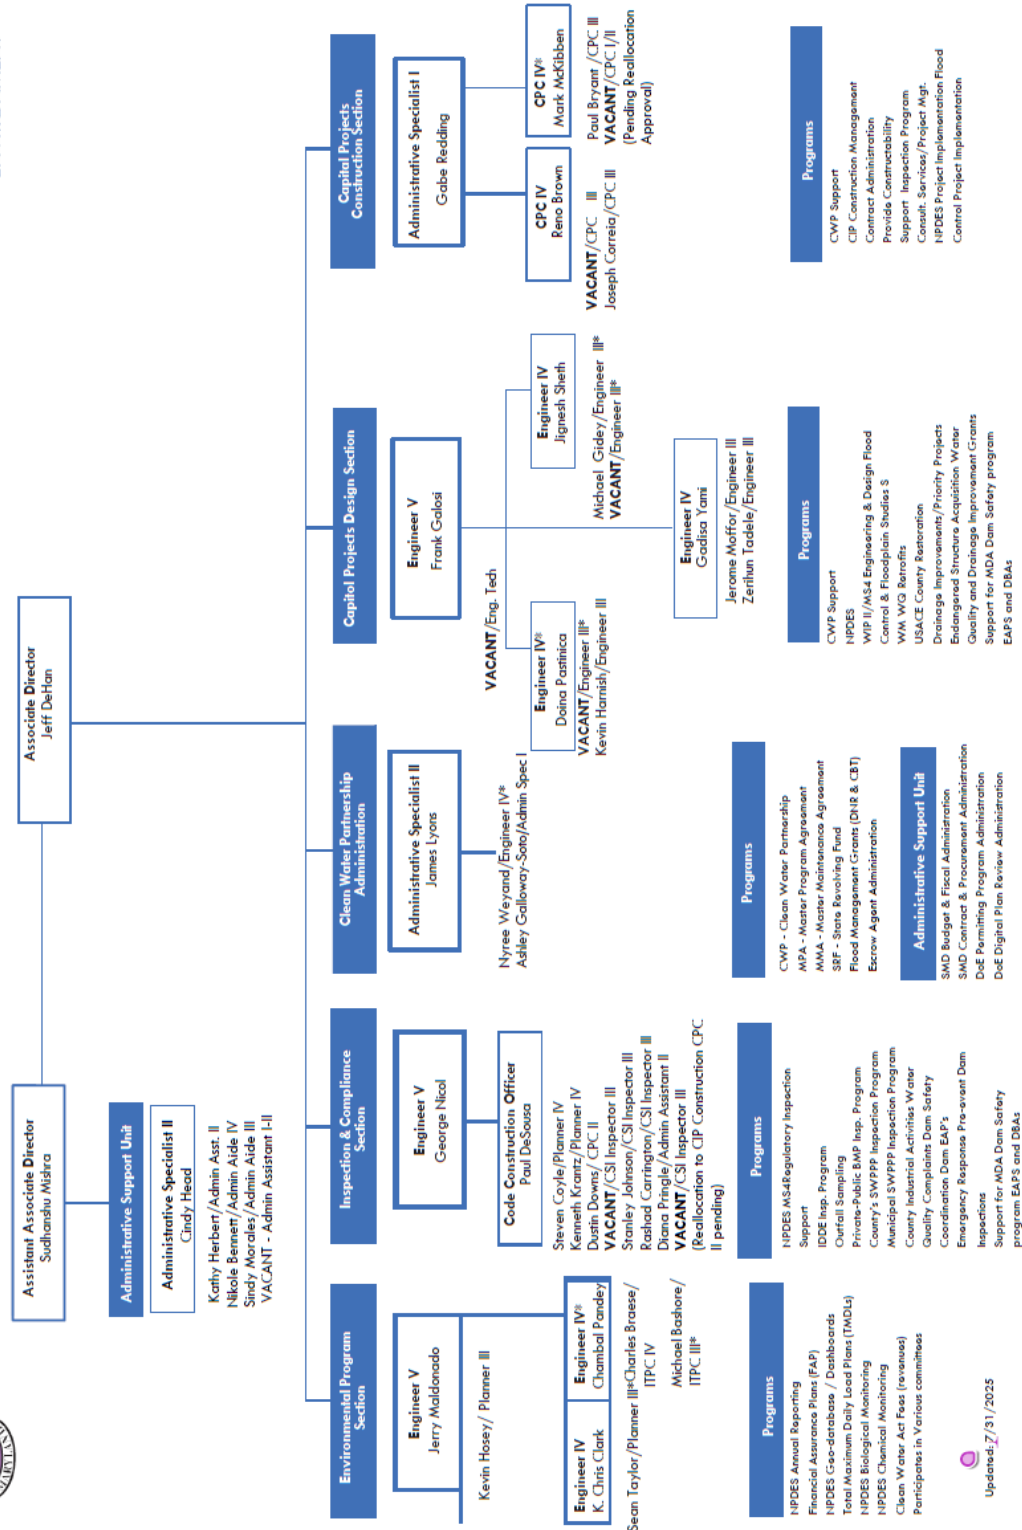 MARYLAND
Associate Director
Jeff DeHan
Assistant Associate Director
Sudhanshu Mishra
Administrative Support Unit
Administrative Specialist II
Cindy Head
Kathy Herbert/Admin Asst. II
Nikole Bennett/Admin Aide IV
Sindy Morales/Admin Aide III
VACANT - Admin Assistant I-II
Environmental Program
Section
Engineer V
Jerry Maldonado
Kevin Hosey/ Planner III
Engineer IV
K. Chris Clark
Engineer IV*
Chambal Pandey
Sean Taylor/Planner III*
Charles Braese/
ITPC IV
Michael Bashore/
ITPC III*
Programs
NPDES Annual Reporting
Financial Assurance Plans (FAP)
NPDES Geo-database / Dashboards
Total Maximum Daily Load Plans (TMDLs)
NPDES Biological Monitoring
NPDES Chemical Monitoring
Clean Water Act Fees (revenues)
Participates in Various committees
Updated: 7/31/2025
Inspection & Compliance
Section
Engineer V
George Nicol
Code Construction Officer
Paul DeSousa
Steven Coyle/Planner IV
Kenneth Krantz/Planner IV
Dustin Downs/ CPC II
VACANT/CSI Inspector III
Stanley Johnson/CSI Inspector III
Rashad Carrington/CSI Inspector III
Diana Pringle/Admin Assistant II
VACANT/CSI Inspector III
(Reallocation to CIP Construction CPC
II pending)
Programs
NPDES MS4Regulatory Inspection
Support
IDDE Insp. Program
Outfall Sampling
Private-Public BMP Insp. Program
County's SWPPP Inspection Program
Municipal SWPPP Inspection Program
County Industrial Activities Water
Quality Complaints Dam Safety
Coordination Dam EAP's
Emergency Response Pre-event Dam
Inspections
Support for MDA Dam Safety
program EAPS and DBAs
Clean Water Partnership
Administration
Administrative Specialist II
James Lyons
Nyree Weyand/Engineer IV*
Ashley Galloway-Soto/Admin Spec I
Programs
CWP - Clean Water Partnership
MPA - Master Program Agreement
MMA - Master Maintenance Agreement
SRF - State Revolving Fund
Flood Management Grants (DNR & CBT)
Escrow Agent Administration
Administrative Support Unit
SMD Budget & Fiscal Administration
SMD Contract & Procurement Administration
DoE Permitting Program Administration
DoE Digital Plan Review Administration
Capitol Projects Design Section
Engineer V
Frank Galosi
VACANT/Eng. Tech
Engineer IV*
Doina Pastinica
VACANT/Engineer III*
Kevin Harnish/Engineer III
Engineer IV
Jignesh Sheth
Michael Gidey/Engineer III*
VACANT/Engineer III*
Engineer IV
Gadisa Yami
Jerome Moffor/Engineer III
Zerihun Tadele/Engineer III
Programs
CWP Support
NPDES
WIP II/MS4 Engineering & Design Flood
Control & Floodplain Studies S
WM WQ Retrofits
USACE County Restoration
Drainage Improvements/Priority Projects
Endangered Structure Acquisition Water
Quality and Drainage Improvement Grants
Support for MDA Dam Safety program
EAPS and DBAs
Capital Projects
Construction Section
Administrative Specialist I
Gabe Redding
CPC IV
Reno Brown
VACANT/CPC III
Joseph Correia/CPC III
CPC IV*
Mark McKibben
Paul Bryant /CPC III
VACANT/CPC I/II
(Pending Reallocation
Approval)
Programs
CWP Support
CIP Construction Management
Contract Administration
Provide Constructability
Support Inspection Program
Consult. Services/Project Mgt.
NPDES Project Implementation Flood
Control Project Implementation